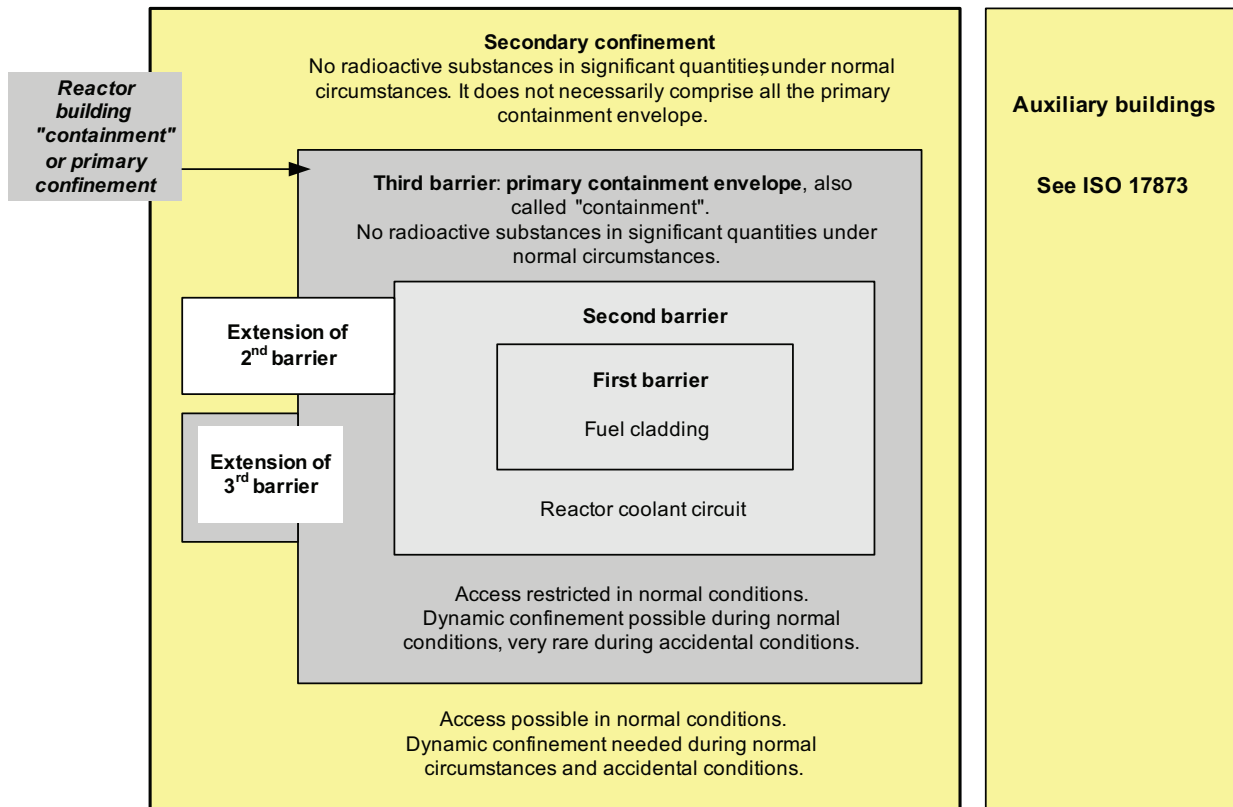 Secondary confinement
No radioactive substances in significant quantities, under normal
circumstances. It does not necessarily comprise all the primary
containment envelope.
Reactor
building
"containment"
or primary
confinement
Third barrier: primary containment envelope, also
called "containment".
No radioactive substances in significant quantities under
normal circumstances.
Second barrier
First barrier
Fuel cladding
Reactor coolant circuit
Extension of
2nd barrier
Extension of
3rd barrier
Access restricted in normal conditions.
Dynamic confinement possible during normal
conditions, very rare during accidental conditions.
Access possible in normal conditions.
Dynamic confinement needed during normal
circumstances and accidental conditions.
Auxiliary buildings
See ISO 17873